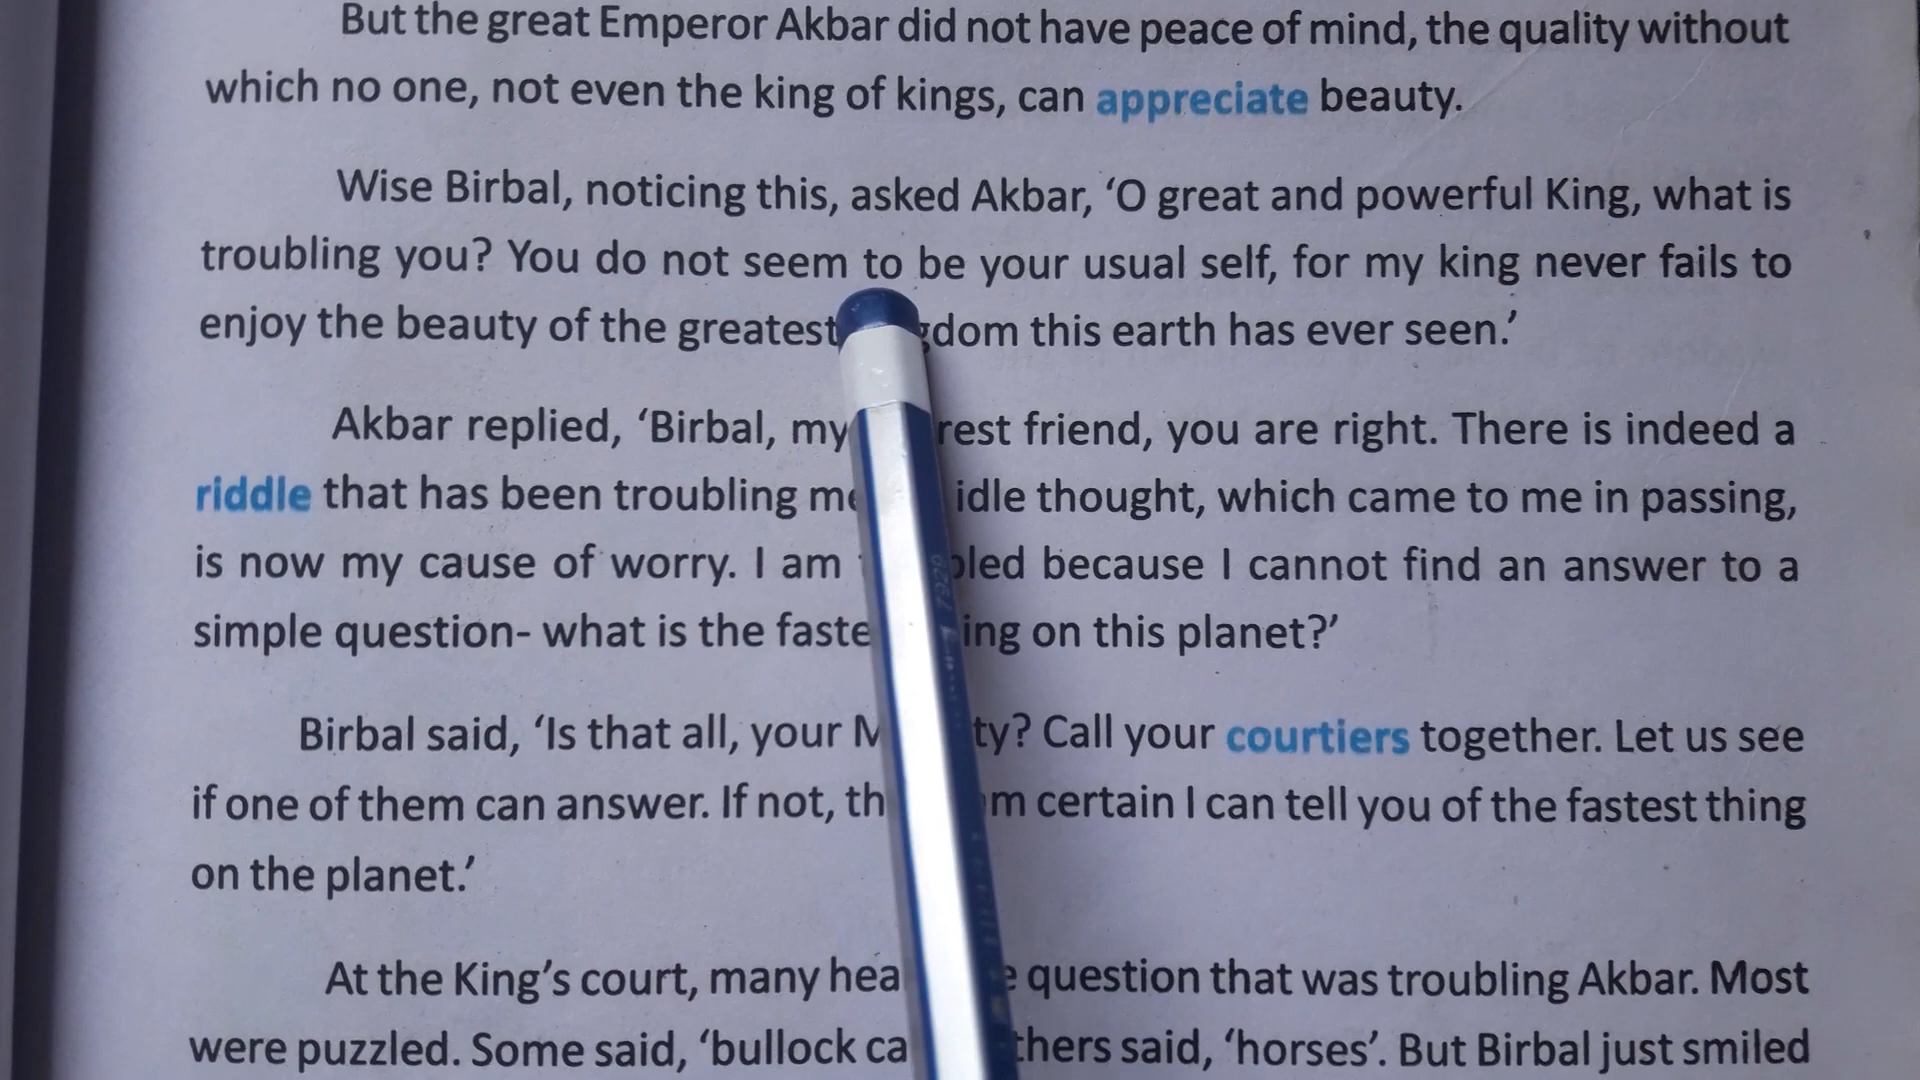 But the great Emperor Akbar did not have peace of mind, the quality without
which no one, not even the king of kings, can appreciate beauty.
Wise Birbal, noticing this, asked Akbar, ‘O great and powerful King, what is
troubling you? You do not seem to be your usual self, for my king never fails to
enjoy the beauty of the greatest gdom this earth has ever seen.’
Akbar replied, ‘Birbal, my rest friend, you are right. There is indeed a
riddle that has been troubling me idle thought, which came to me in passing,
is now my cause of worry. I am bled because I cannot find an answer to a
simple question- what is the faste ing on this planet?’
Birbal said, ‘Is that all, your M ty? Call your courtiers together. Let us see
if one of them can answer. If not, th m certain I can tell you of the fastest thing
on the planet.’
At the King’s court, many hea e question that was troubling Akbar. Most
were puzzled. Some said, ‘bullock ca thers said, ‘horses’. But Birbal just smiled